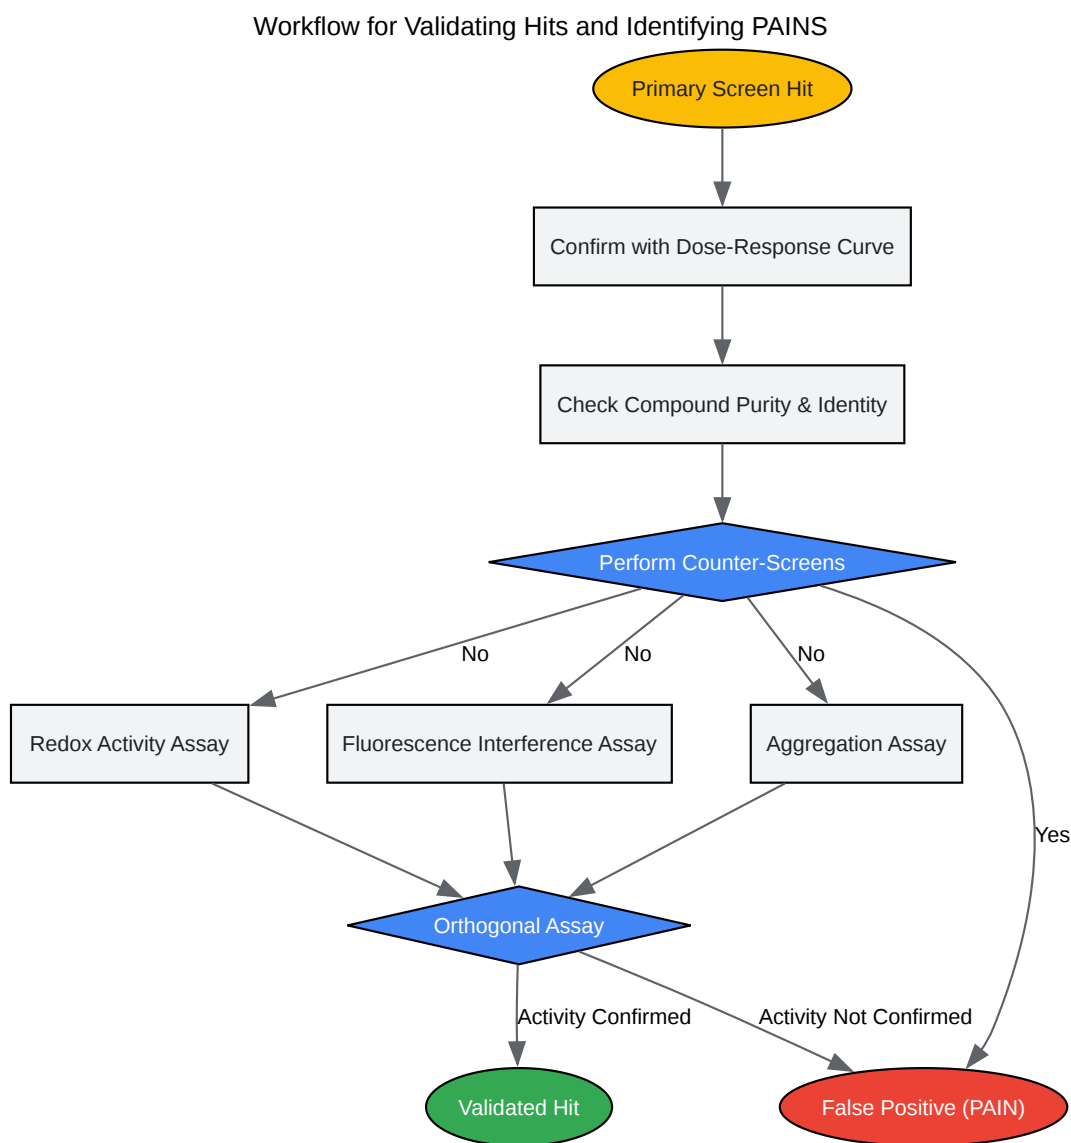 Workflow for Validating Hits and Identifying PAINS
Primary Screen Hit
Confirm with Dose-Response Curve
Check Compound Purity & Identity
Perform Counter-Screens
No
No
No
Redox Activity Assay
Fluorescence Interference Assay
Aggregation Assay
Yes
Orthogonal Assay
Activity Confirmed
Activity Not Confirmed
Validated Hit
False Positive (PAIN)